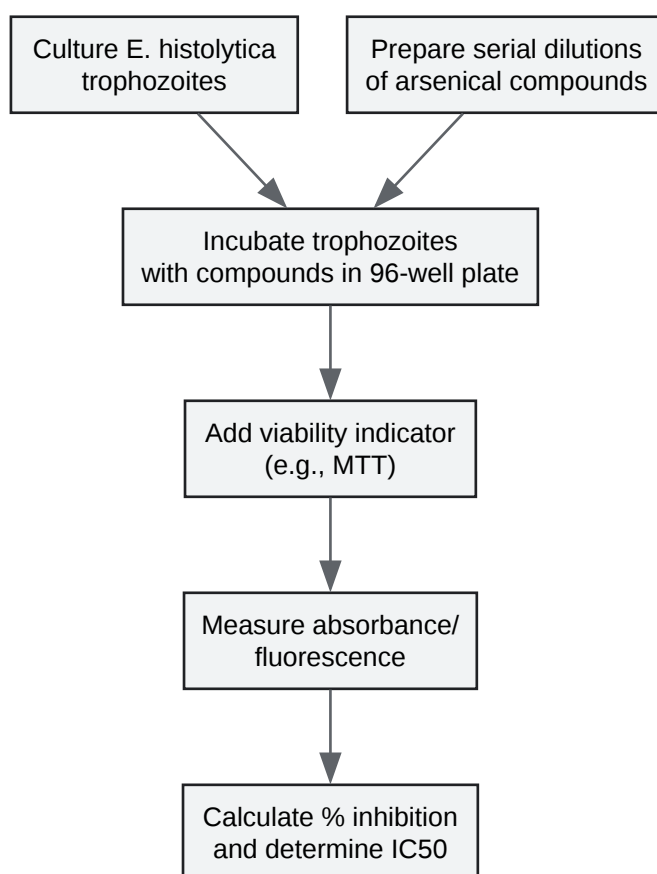 Culture E. histolytica
trophozoites
Prepare serial dilutions
of arsenical compounds
Incubate trophozoites
with compounds in 96-well plate
Add viability indicator
(e.g., MTT)
Measure absorbance/
fluorescence
Calculate % inhibition
and determine IC50